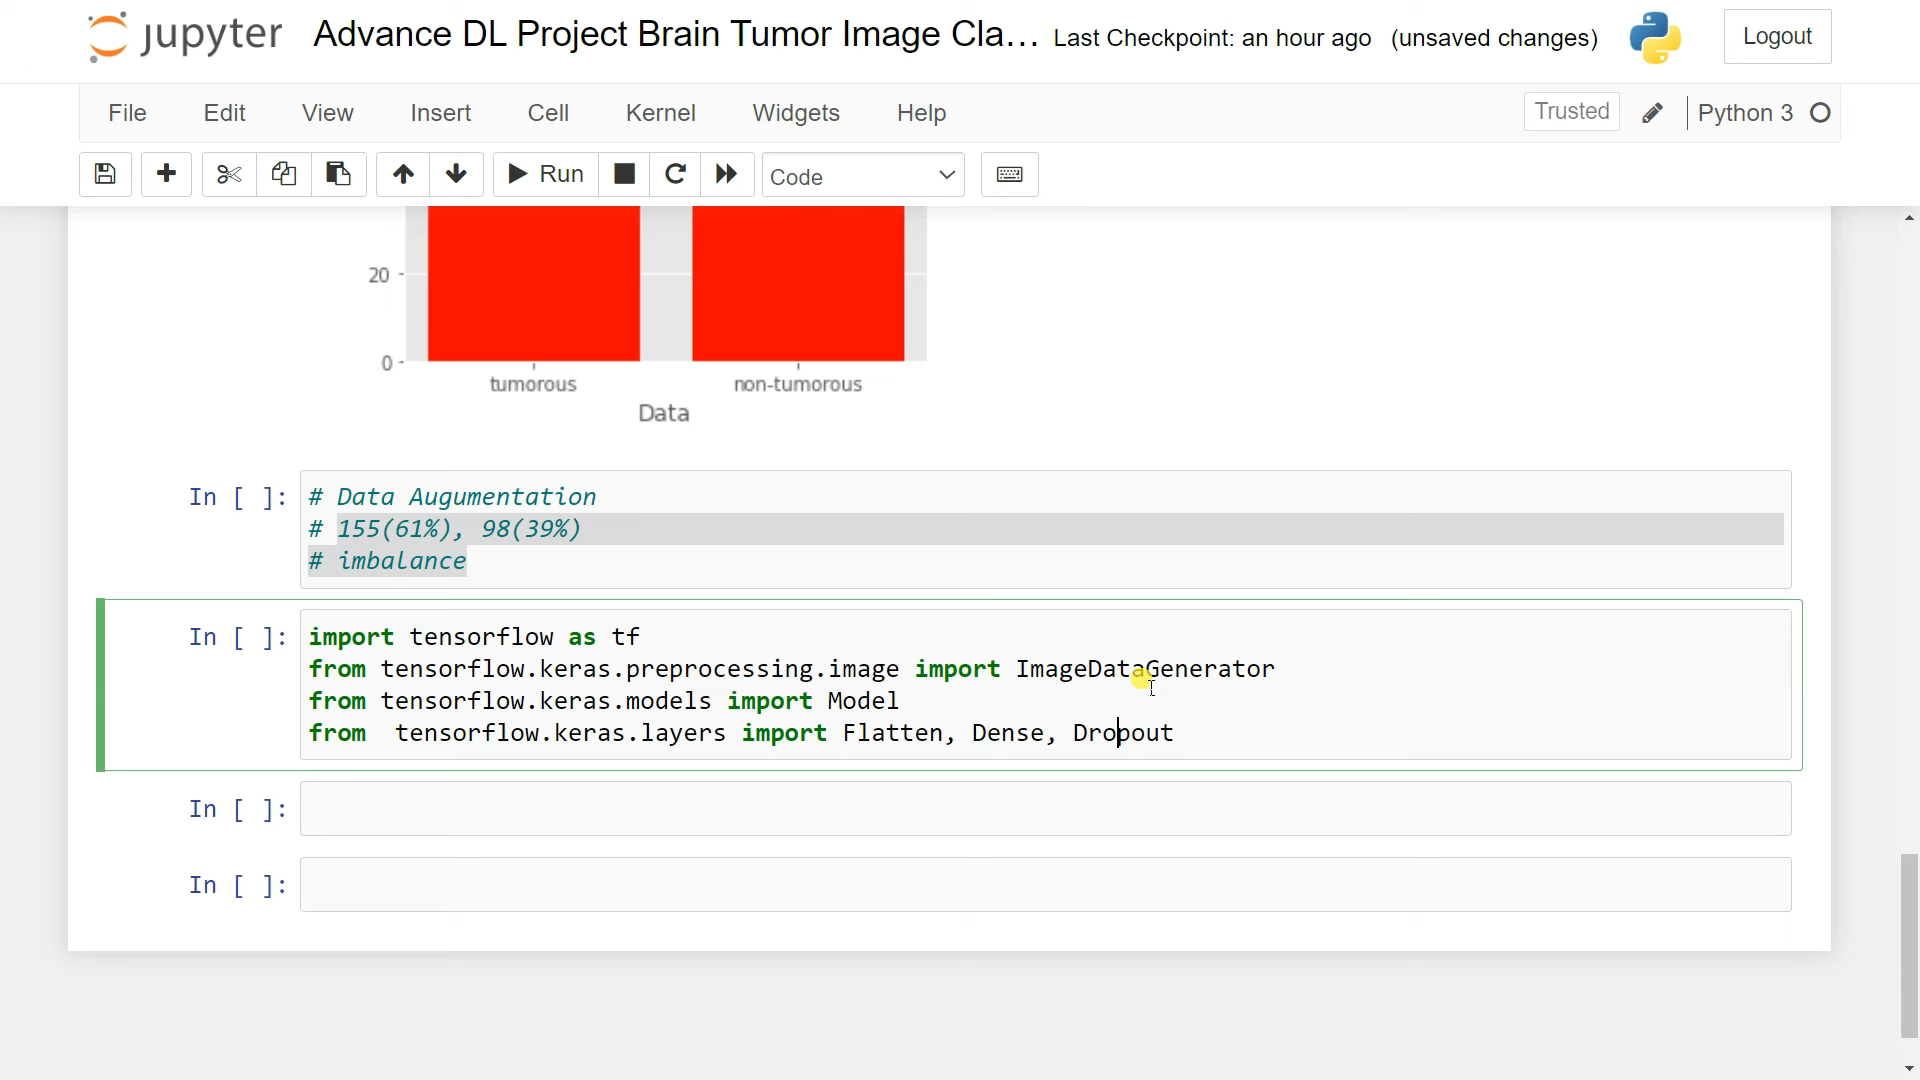 jupyter Advance DL Project Brain Tumor Image Cla... Last Checkpoint: an hour ago (unsaved changes) Logout
File Edit View Insert Cell Kernel Widgets Help Trusted Python 3
Run Code
20
0
tumorous non-tumorous
Data
In [ ]: # Data Augumentation
# 155(61%), 98(39%)
# imbalance
In [ ]: import tensorflow as tf
from tensorflow.keras.preprocessing.image import ImageDataGenerator
from tensorflow.keras.models import Model
from  tensorflow.keras.layers import Flatten, Dense, Dropout
In [ ]:
In [ ]: